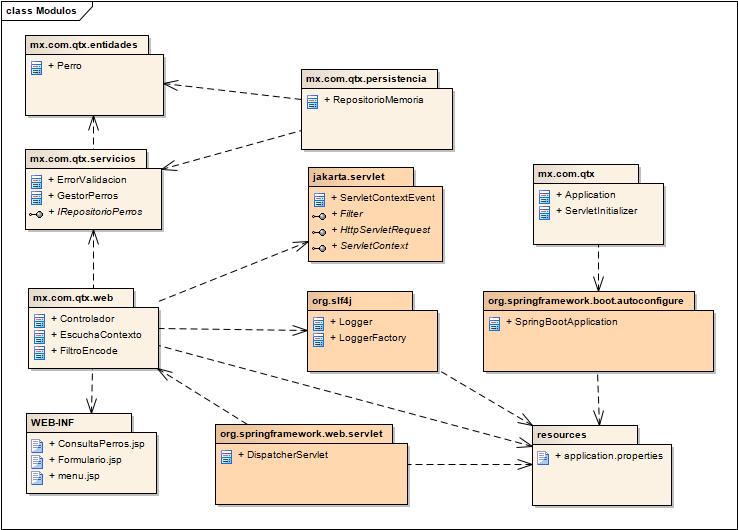 class Modulos
mx.com.qtx.entidades
+ Perro
mx.com.qtx.persistencia
+ RepositorioMemoria
mx.com.qtx.servicios
+ ErrorValidacion
+ GestorPerros
+ IRepositorioPerros
jakarta.servlet
+ ServletContextEvent
+ Filter
+ HttpServletRequest
+ ServletContext
mx.com.qtx
+ Application
+ ServletInitializer
mx.com.qtx.web
+ Controlador
+ EscuchaContexto
+ FiltroEncode
org.slf4j
+ Logger
+ LoggerFactory
org.springframework.boot.autoconfigure
+ SpringBootApplication
WEB-INF
+ ConsultaPerros.jsp
+ Formulario.jsp
+ menu.jsp
org.springframework.web.servlet
+ DispatcherServlet
resources
+ application.properties